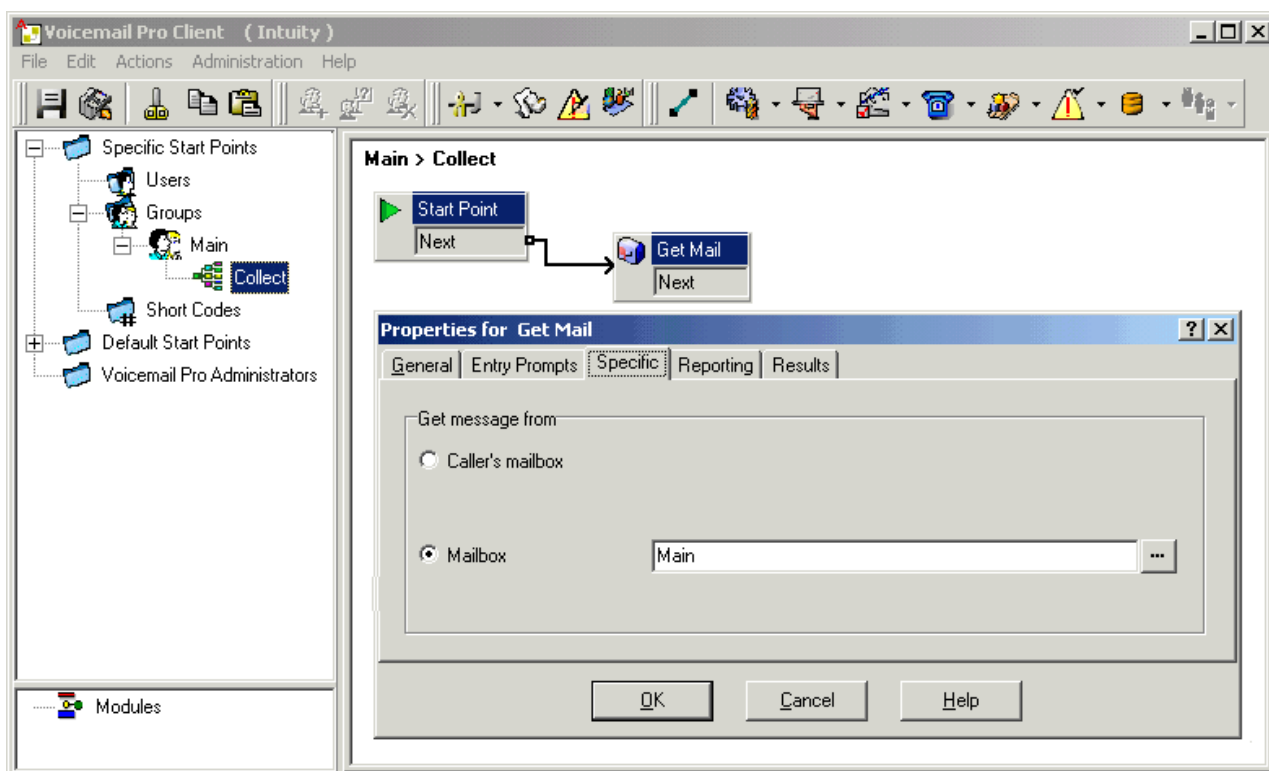 Voicemail Pro Client   ( Intuity )
File Edit Actions Administration Help
Specific Start Points
Users
Groups
Main
Collect
Short Codes
Default Start Points
Voicemail Pro Administrators
Modules
Main > Collect
Start Point
Next
Get Mail
Next
Properties for  Get Mail
General Entry Prompts Specific Reporting Results
Get message from
Caller's mailbox
Mailbox Main ...
OK Cancel Help